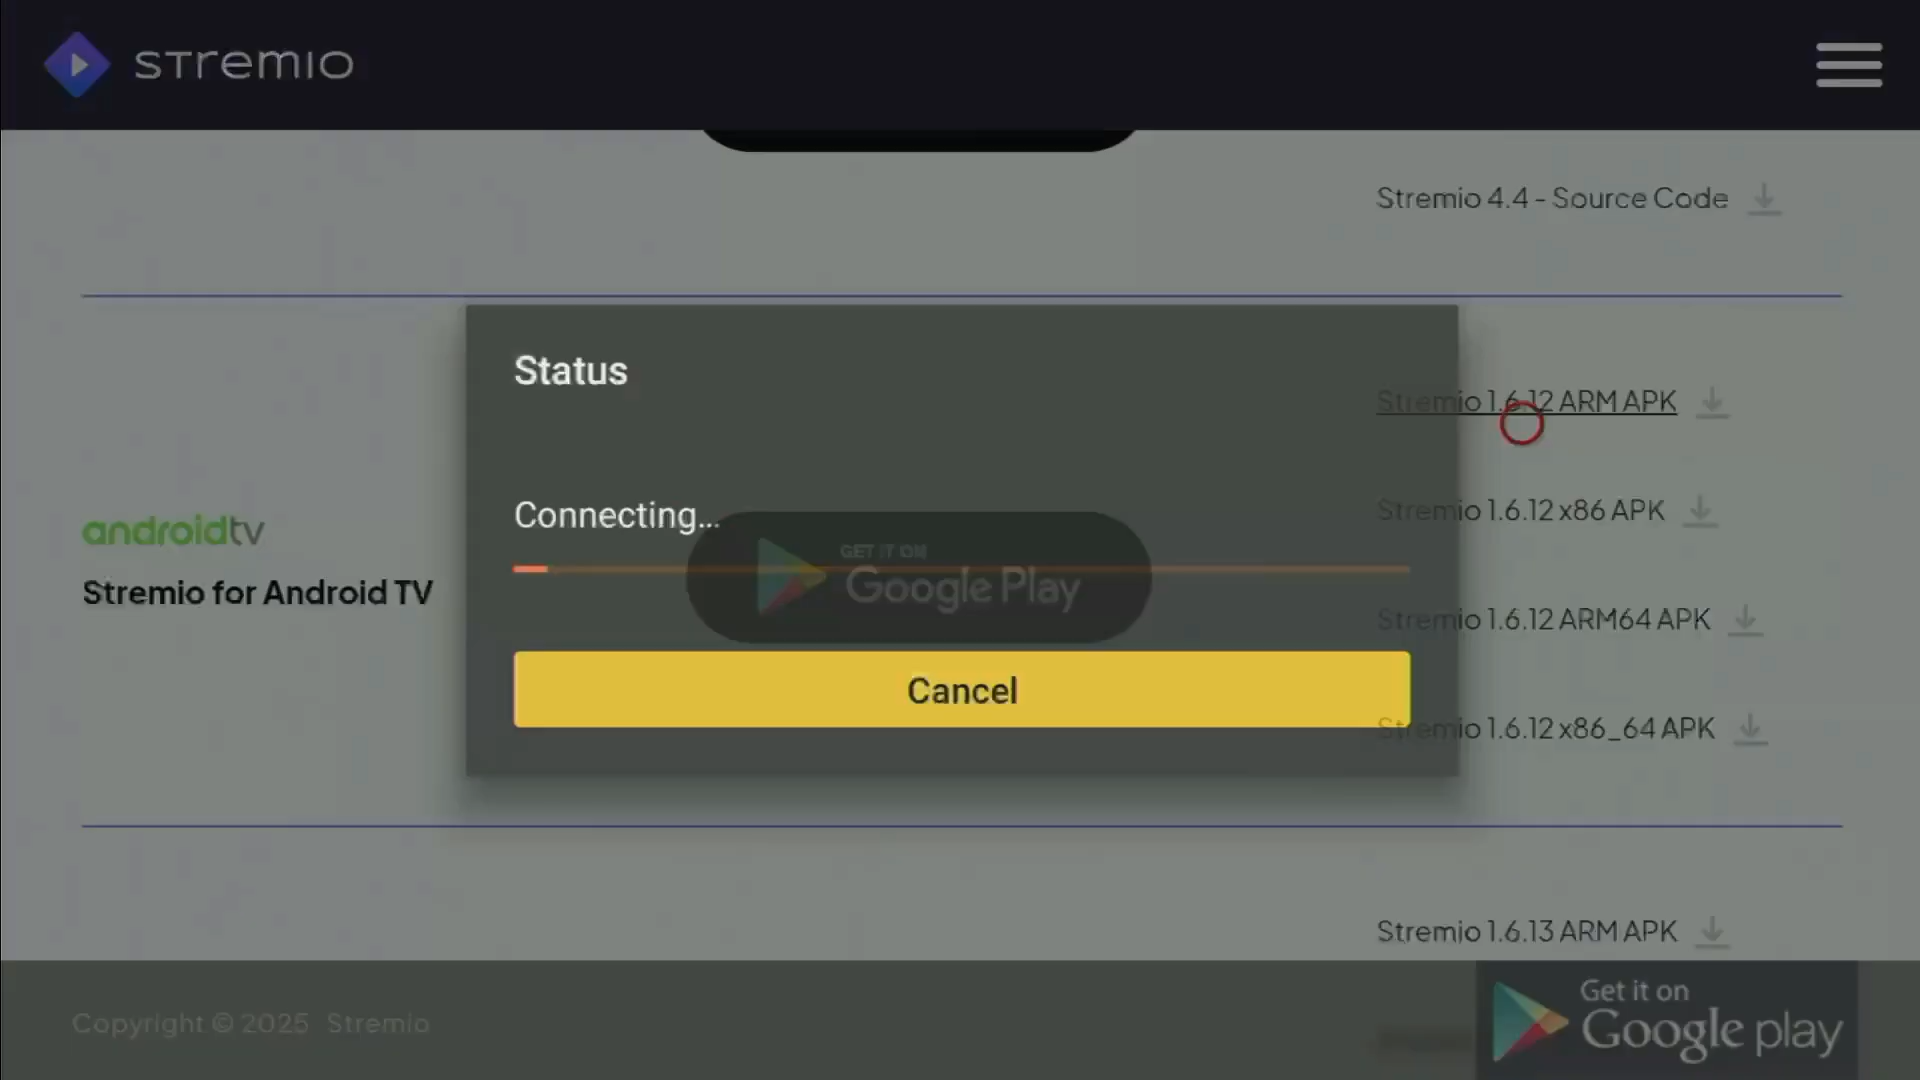 stremio
Stremio 4.4 - Source Code
Status
Stremio 1.6.12 ARM APK
Connecting...
Stremio 1.6.12 x86 APK
androidtv
Stremio for Android TV
GET IT ON
Google Play
Stremio 1.6.12 ARM64 APK
Cancel
Stremio 1.6.12 x86_64 APK
Stremio 1.6.13 ARM APK
Copyright © 2025 Stremio
Get it on
Google play